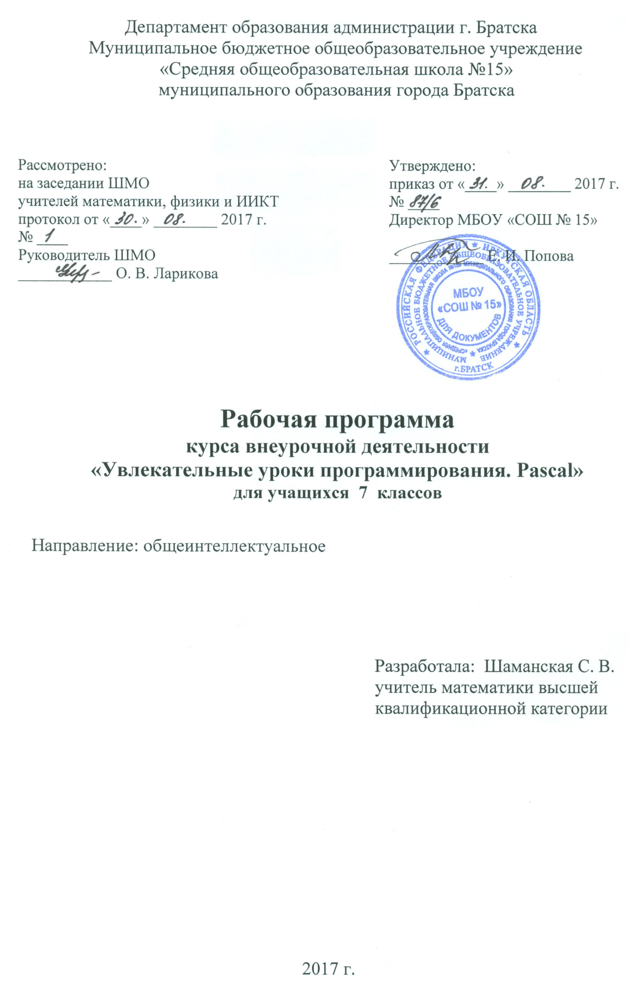 Департамент образования администрации г. Братска
Муниципальное бюджетное общеобразовательное учреждение
«Средняя общеобразовательная школа №15»
муниципального образования города Братска
Рассмотрено:
на заседании ШМО
учителей математики, физики и ИИКТ
протокол от «30.» 08. 2017 г.
№ 1
Руководитель ШМО
О. В. Ларикова
Утверждено:
приказ от «31.» 08. 2017 г.
№ 87/6
Директор МБОУ «СОШ № 15»
Е. И. Попова
* РОССИЙСКАЯ ФЕДЕРАЦИЯ * ИРКУТСКАЯ ОБЛАСТЬ *
г.БРАТСК
МУНИЦИПАЛЬНОЕ БЮДЖЕТНОЕ ОБЩЕОБРАЗОВАТЕЛЬНОЕ УЧРЕЖДЕНИЕ
«СРЕДНЯЯ ОБЩЕОБРАЗОВАТЕЛЬНАЯ ШКОЛА №15» МУНИЦИПАЛЬНОГО ОБРАЗОВАНИЯ ГОРОДА БРАТСКА *
МБОУ
«СОШ № 15»
ДЛЯ ДОКУМЕНТОВ
Рабочая программа
курса внеурочной деятельности
«Увлекательные уроки программирования. Pascal»
для учащихся 7 классов
Направление: общеинтеллектуальное
Разработала: Шаманская С. В.
учитель математики высшей
квалификационной категории
2017 г.